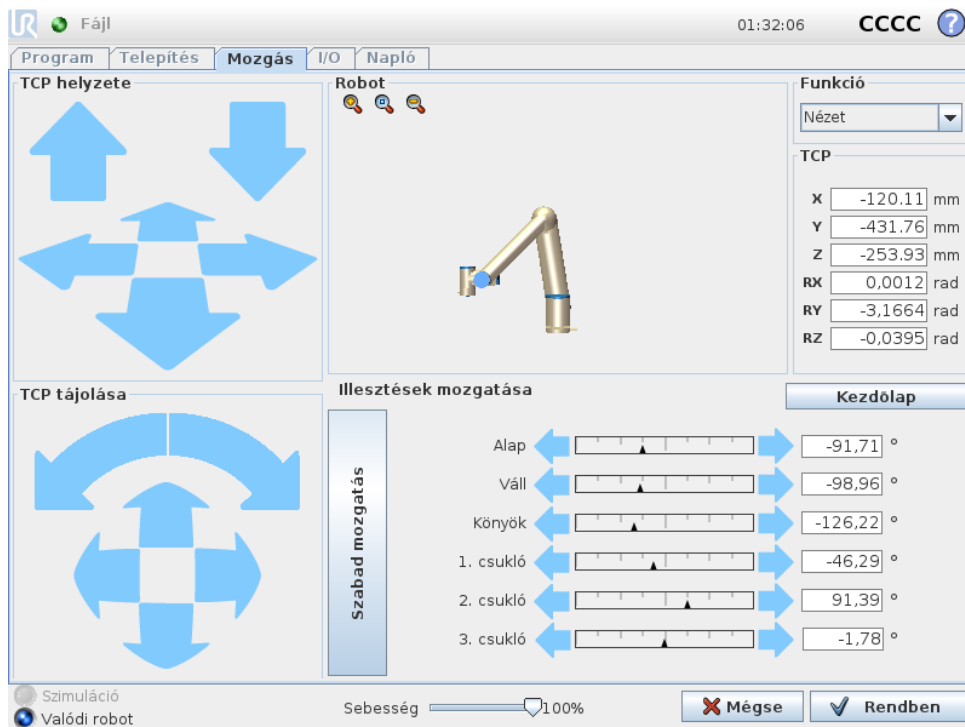 UR Fájl 01:32:06 CCCC ?
Program Telepítés Mozgás I/O Napló
TCP helyzete
Robot
Funkció
Nézet
TCP
X -120.11 mm
Y -431.76 mm
Z -253.93 mm
RX 0,0012 rad
RY -3,1664 rad
RZ -0,0395 rad
TCP tájolása
Illesztések mozgatása
Kezdőlap
Szabad mozgatás
Alap -91,71 °
Váll -98,96 °
Könyök -126,22 °
1. csukló -46,29 °
2. csukló 91,39 °
3. csukló -1,78 °
Szimuláció
Valódi robot
Sebesség 100%
Mégse
Rendben